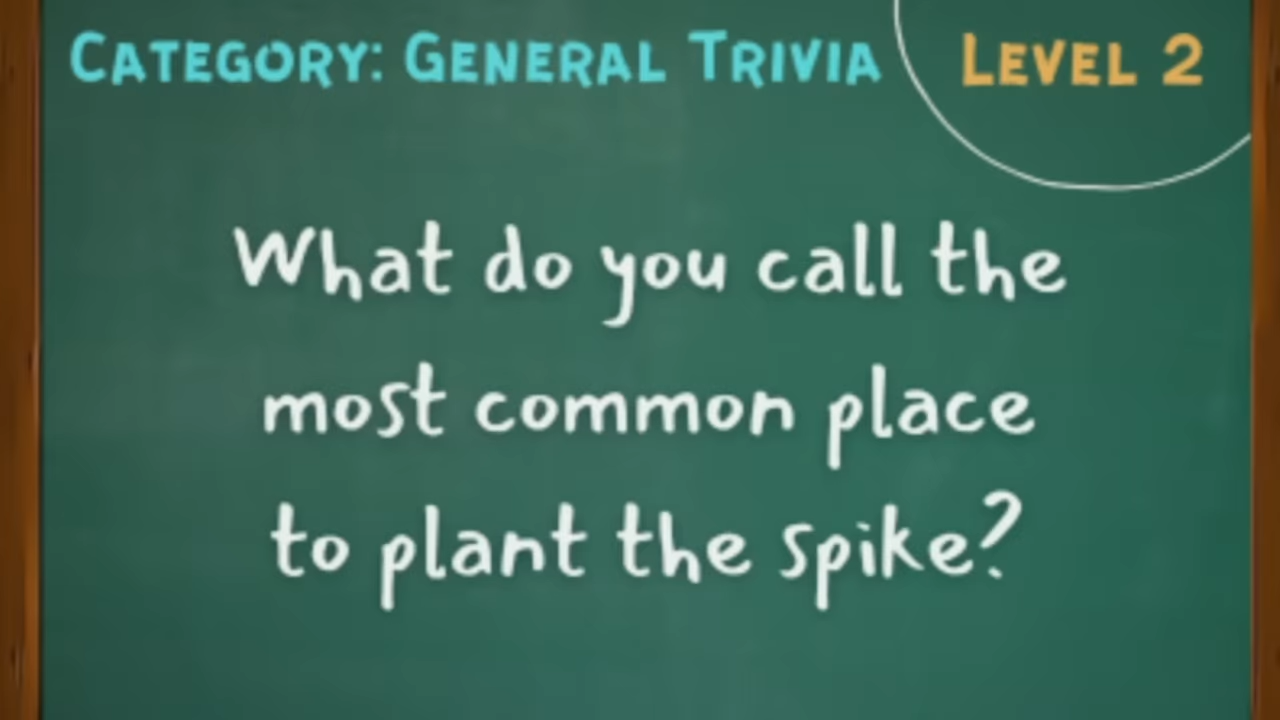 Category: General Trivia
Level 2
What do you call the
most common place
to plant the spike?